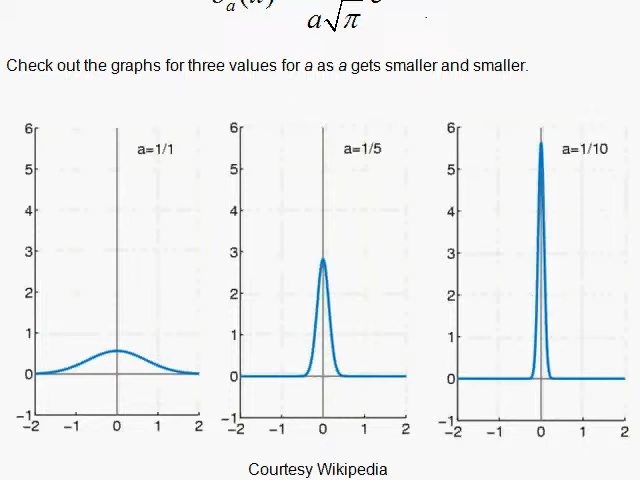 a√π
Check out the graphs for three values for a as a gets smaller and smaller.
a=1/1 a=1/5 a=1/10
6 6 6
5 5 5
4 4 4
3 3 3
2 2 2
1 1 1
0 0 0
−1 −1 −1
−2 −1 0 1 2 −2 −1 0 1 2 −2 −1 0 1 2
Courtesy Wikipedia